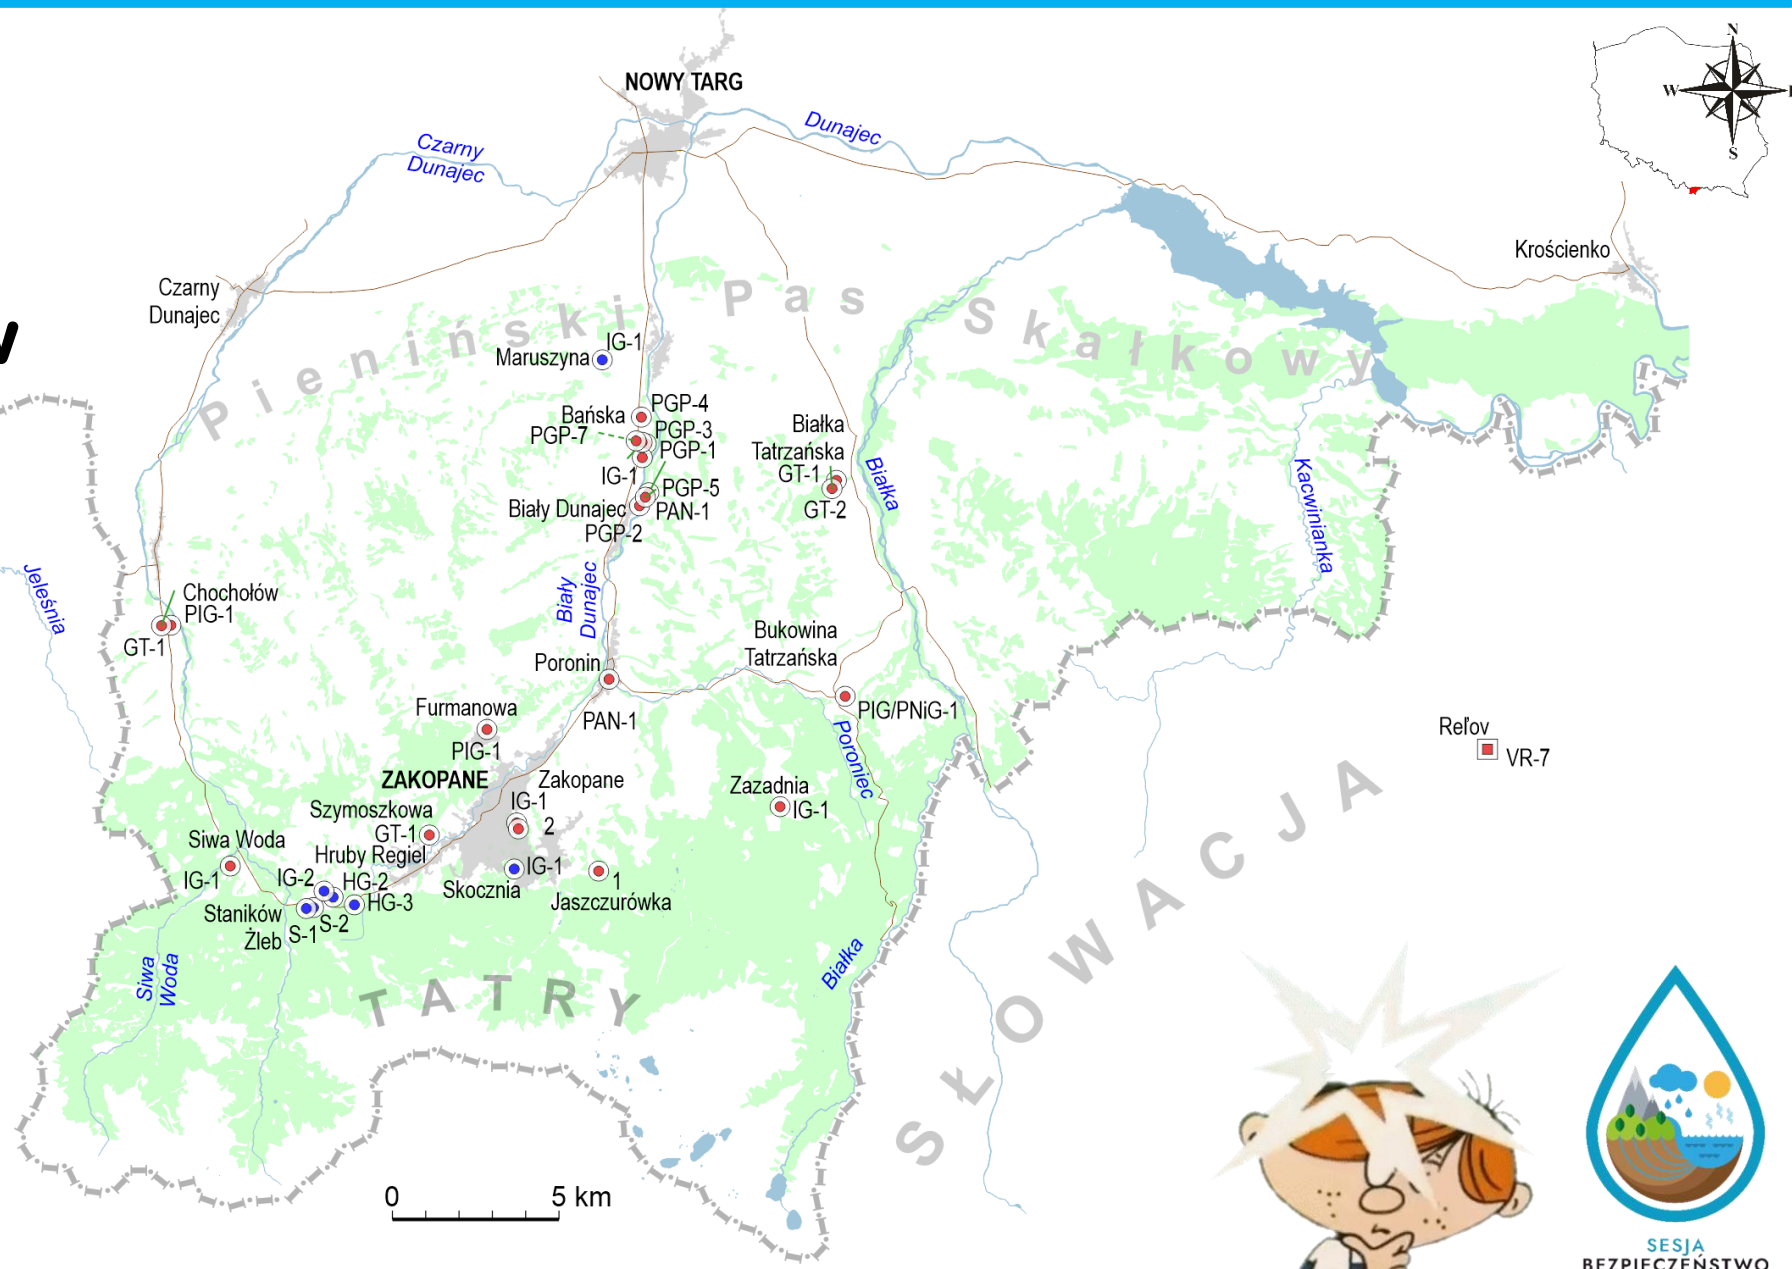 N
W
S
NOWY TARG
Czarny
Dunajec
Dunajec
Krościenko
Czarny
Dunajec
Pieniński Pas Skałkowy
IG-1
Maruszyna
PGP-4
Bańska
PGP-3
PGP-7
PGP-1
IG-1
PGP-5
Biały Dunajec
PAN-1
PGP-2
Białka
Tatrzańska
GT-1
GT-2
Białka
Kacwinianka
Jeleśnia
Chochołów
PIG-1
GT-1
Biały
Dunajec
Bukowina
Tatrzańska
Poronin
PAN-1
PIG/PNiG-1
Furmanowa
PIG-1
Poroniec
Reľov
VR-7
ZAKOPANE
Zakopane
IG-1
2
Zazadnia
IG-1
Szymoszkowa
GT-1
Siwa Woda
IG-1
Hruby Regiel
IG-2
HG-2
HG-3
IG-1
Skocznia
1
Jaszczurówka
Staników
Żleb
S-1
S-2
Siwa
Woda
Białka
TATRY
SŁOWACJA
0
5 km
SESJA
BEZPIECZEŃSTWO